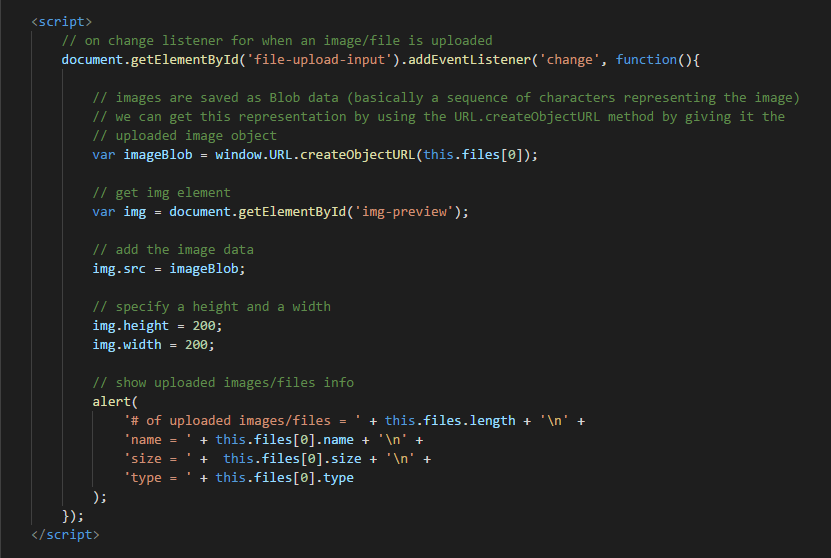 <script>
// on change listener for when an image/file is uploaded
document.getElementById('file-upload-input').addEventListener('change', function(){
// images are saved as Blob data (basically a sequence of characters representing the image)
// we can get this representation by using the URL.createObjectURL method by giving it the
// uploaded image object
var imageBlob = window.URL.createObjectURL(this.files[0]);
// get img element
var img = document.getElementById('img-preview');
// add the image data
img.src = imageBlob;
// specify a height and a width
img.height = 200;
img.width = 200;
// show uploaded images/files info
alert(
'# of uploaded images/files = ' + this.files.length + '\n' +
'name = ' + this.files[0].name + '\n' +
'size = ' +  this.files[0].size + '\n' +
'type = ' + this.files[0].type
);
});
</script>